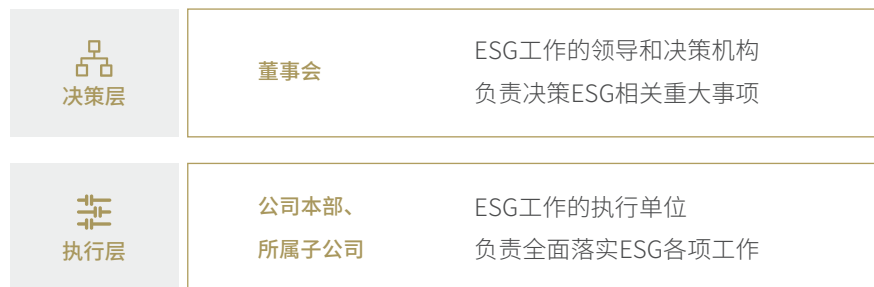 决策层
董事会
ESG工作的领导和决策机构
负责决策ESG相关重大事项
执行层
公司本部、
所属子公司
ESG工作的执行单位
负责全面落实ESG各项工作